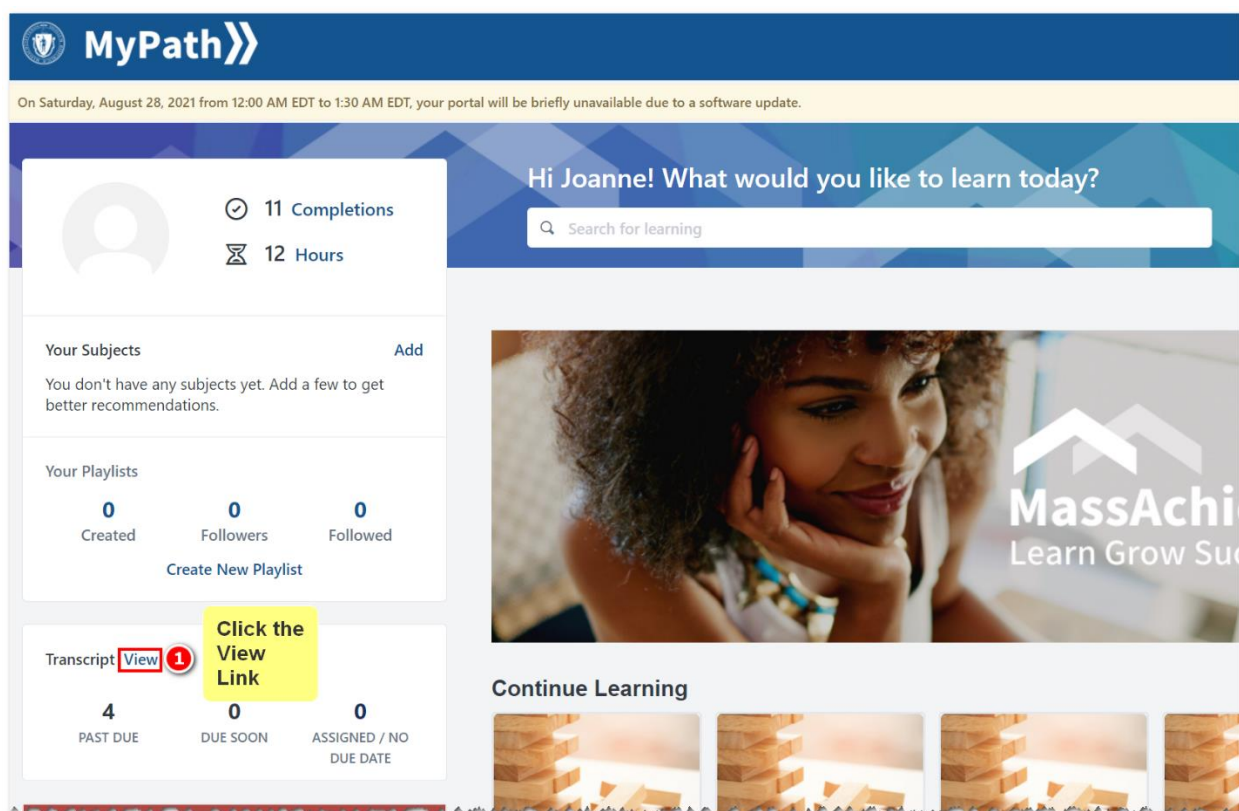 MyPath
On Saturday, August 28, 2021 from 12:00 AM EDT to 1:30 AM EDT, your portal will be briefly unavailable due to a software update.
Hi Joanne! What would you like to learn today?
Search for learning
11 Completions
12 Hours
Your Subjects
Add
You don't have any subjects yet. Add a few to get
better recommendations.
Your Playlists
0 0 0
Created Followers Followed
Create New Playlist
Transcript View 1
Click the
View
Link
4 0 0
PAST DUE DUE SOON ASSIGNED / NO
DUE DATE
MassAchi
Learn Grow Suc
Continue Learning